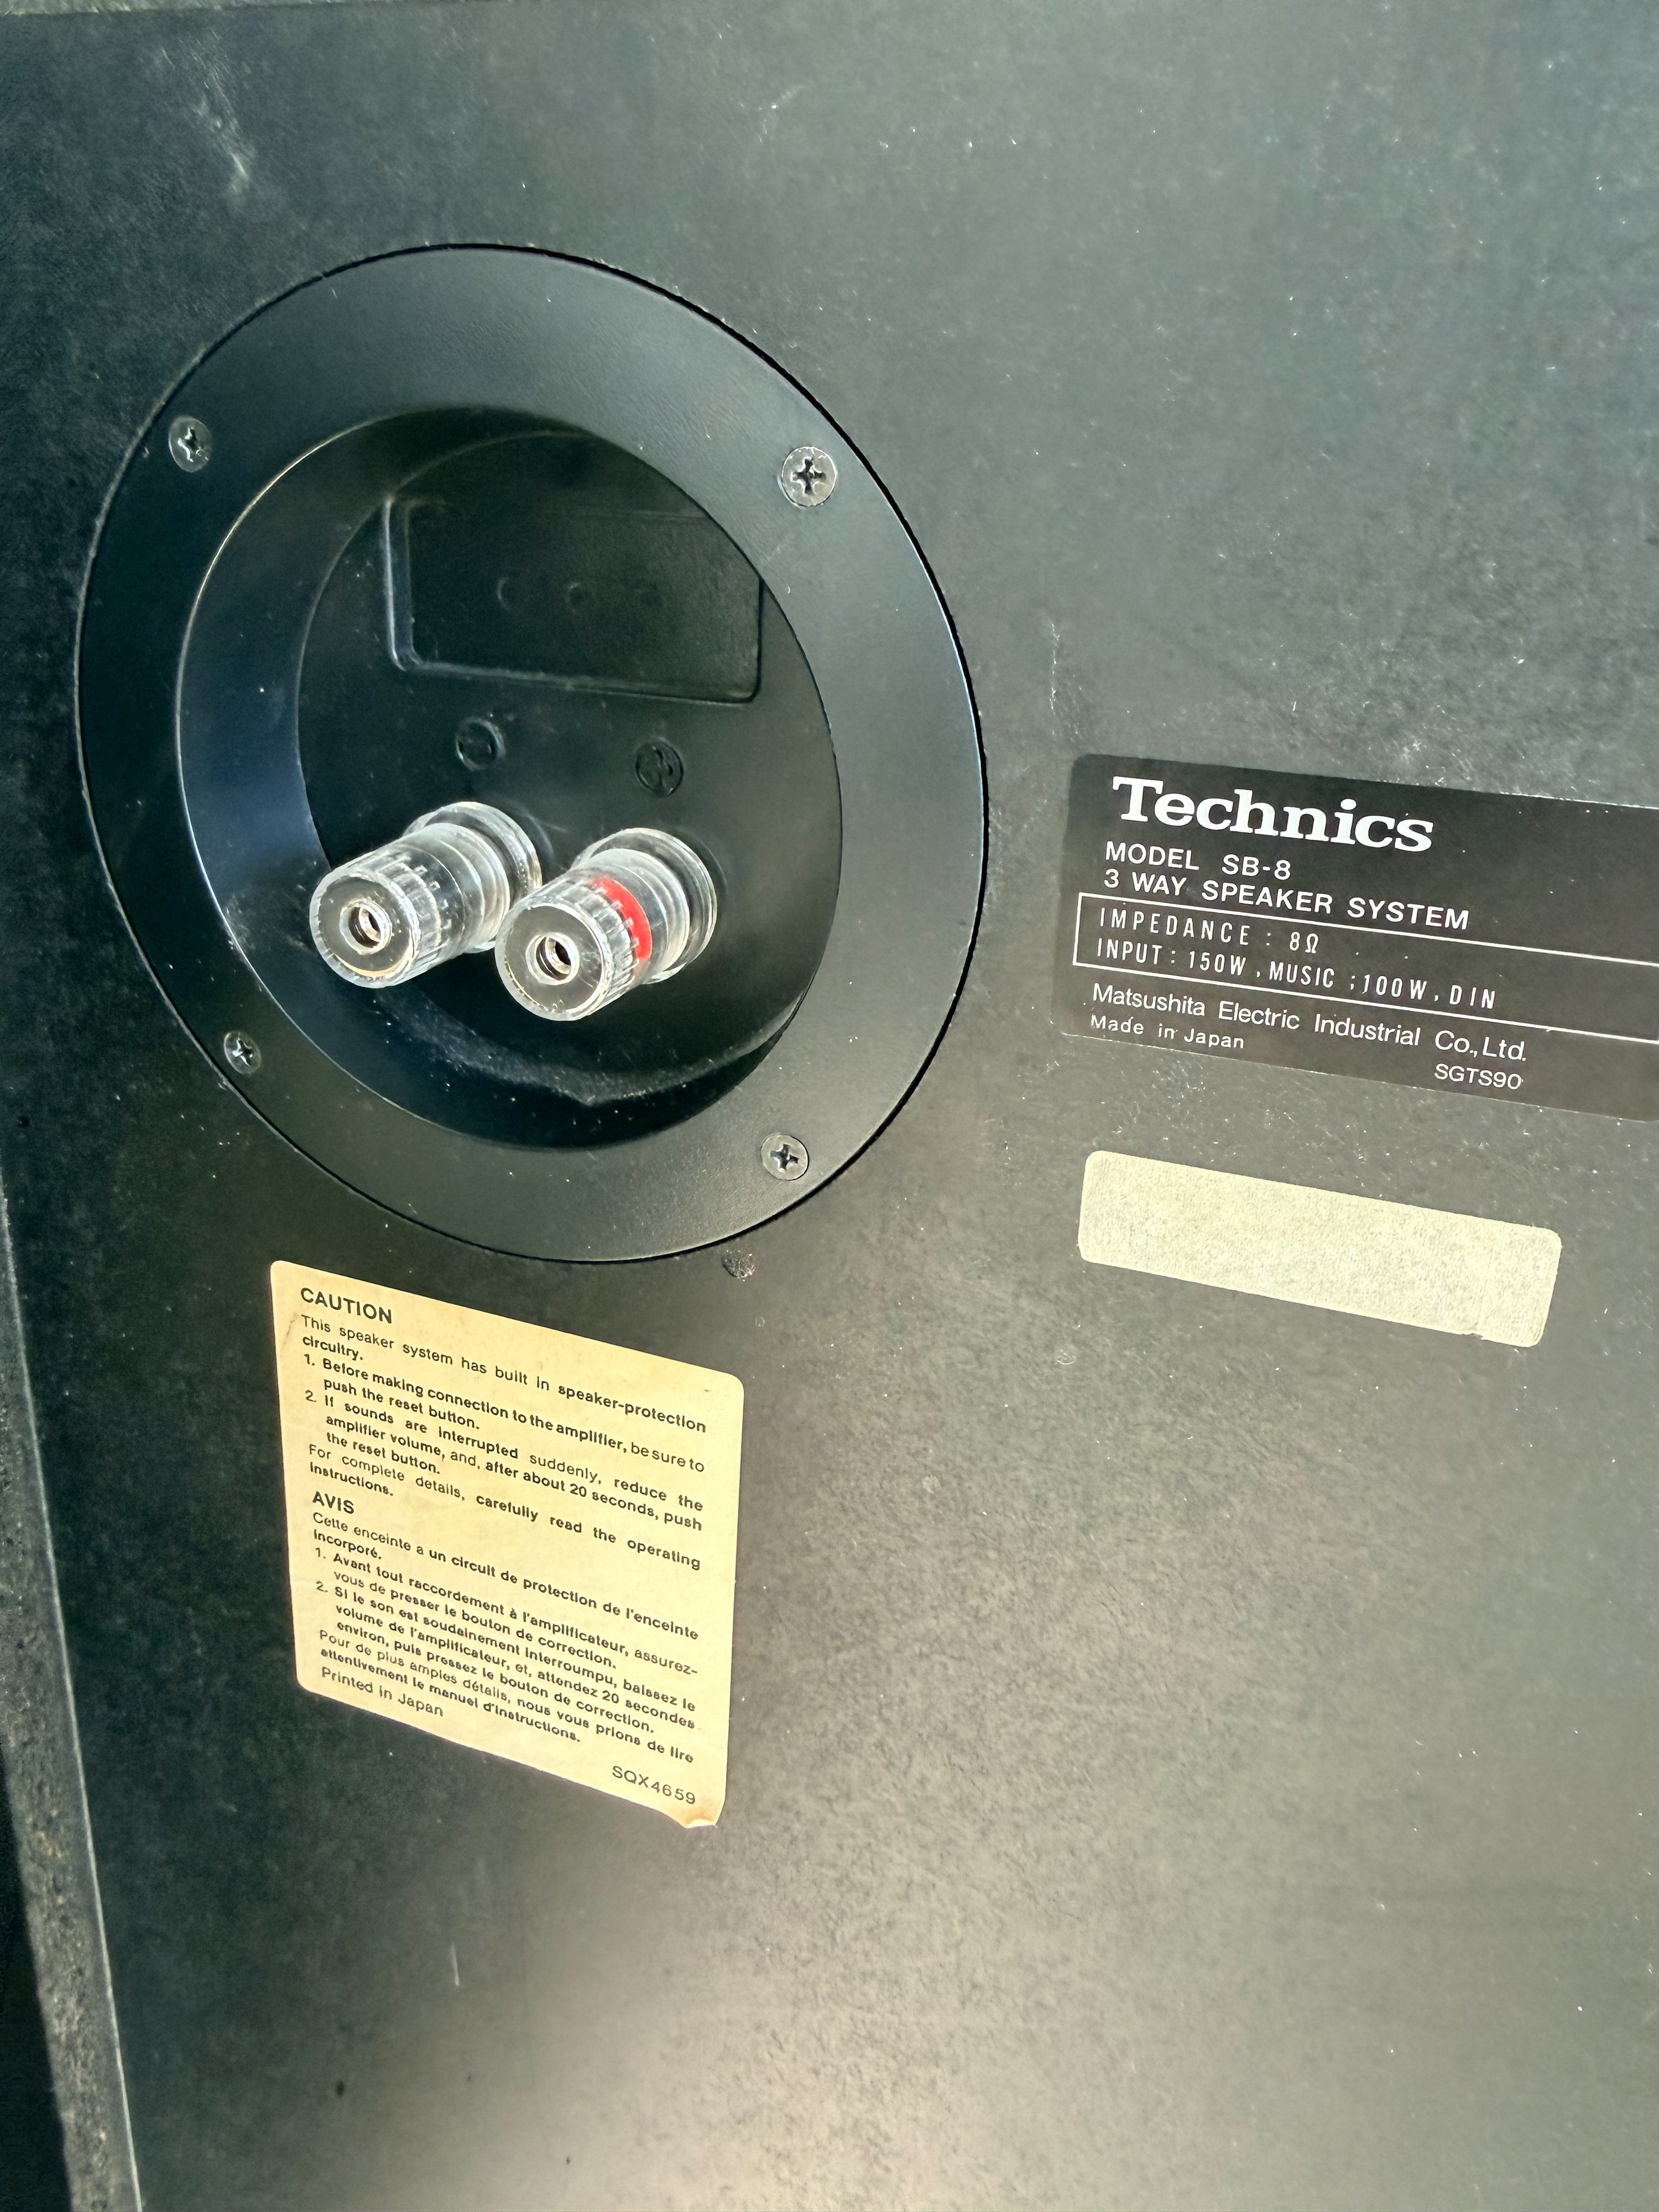 Technics
MODEL SB-8
3 WAY SPEAKER SYSTEM
IMPEDANCE : 8Ω
INPUT : 150W , MUSIC ; 100W , DIN
Matsushita Electric Industrial Co., Ltd.
Made in Japan
SGTS90
CAUTION
This speaker system has built in speaker-protection
circuitry.
1. Before making connection to the amplifier, be sure to
push the reset button.
2. If sounds are interrupted suddenly, reduce the
amplifier volume, and, after about 20 seconds, push
the reset button.
For complete details, carefully read the operating
instructions.
AVIS
Cette enceinte a un circuit de protection de l'enceinte
incorporé.
1. Avant tout raccordement à l'amplificateur, assurez-
vous de presser le bouton de correction.
2. Si le son est soudainement interroumpu, baissez le
volume de l'amplificateur, et, attendez 20 secondes
environ, puis pressez le bouton de correction.
Pour de plus amples détails, nous vous prions de lire
attentivement le manuel d'instructions.
Printed in Japan
SQX4659